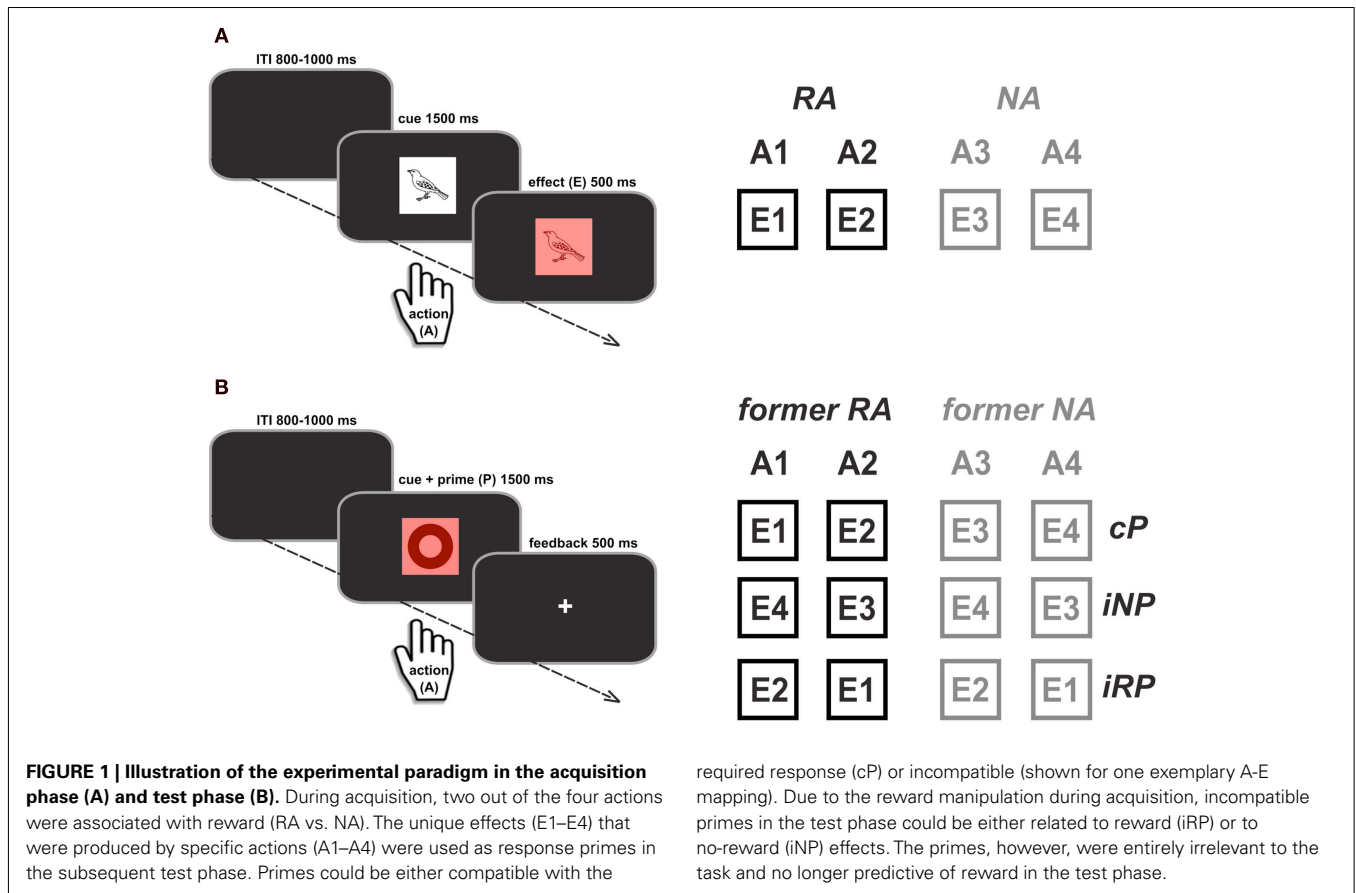 A
ITI 800-1000 ms
cue 1500 ms
effect (E) 500 ms
action
(A)
RA NA
A1 A2 A3 A4
E1 E2 E3 E4
B
ITI 800-1000 ms
cue + prime (P) 1500 ms
feedback 500 ms
+
action
(A)
former RA former NA
A1 A2 A3 A4
E1 E2 E3 E4 cP
E4 E3 E4 E3 iNP
E2 E1 E2 E1 iRP
FIGURE 1 | Illustration of the experimental paradigm in the acquisition
phase (A) and test phase (B). During acquisition, two out of the four actions
were associated with reward (RA vs. NA). The unique effects (E1–E4) that
were produced by specific actions (A1–A4) were used as response primes in
the subsequent test phase. Primes could be either compatible with the
required response (cP) or incompatible (shown for one exemplary A-E
mapping). Due to the reward manipulation during acquisition, incompatible
primes in the test phase could be either related to reward (iRP) or to
no-reward (iNP) effects. The primes, however, were entirely irrelevant to the
task and no longer predictive of reward in the test phase.